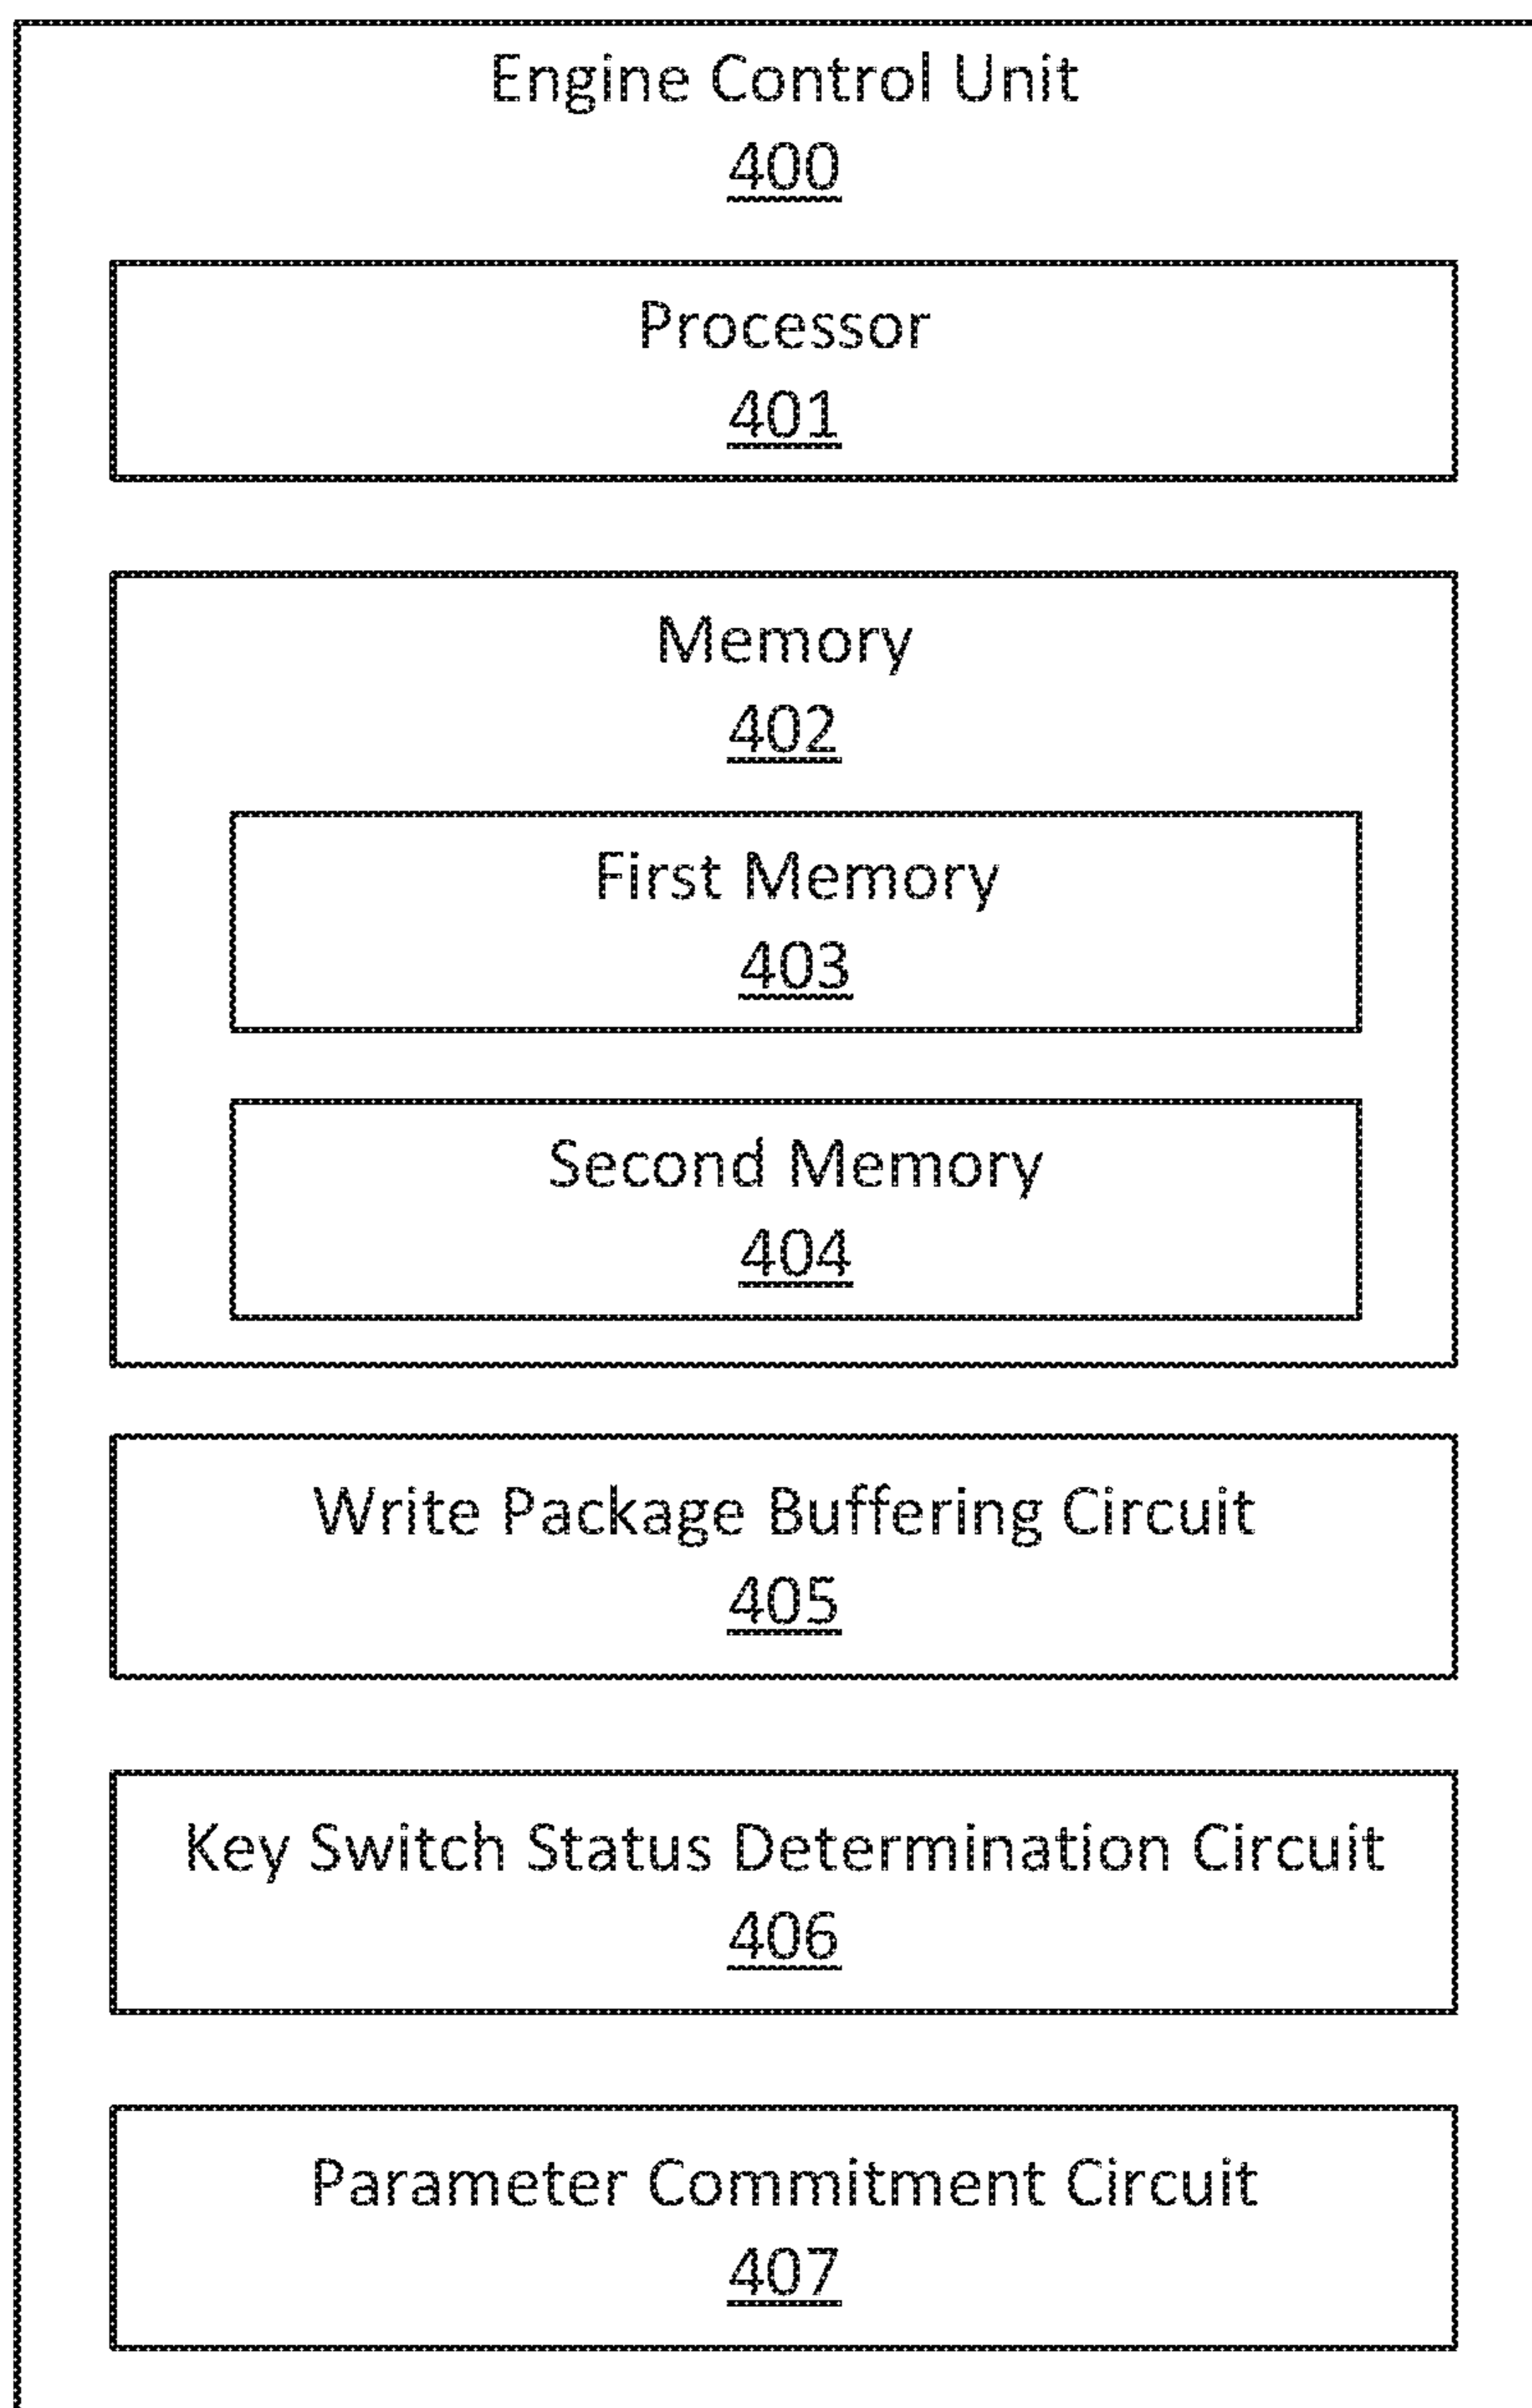 Engine Control Unit
400
Processor
401
Memory
402
First Memory
403
Second Memory
404
Write Package Buffering Circuit
405
Key Switch Status Determination Circuit
406
Parameter Commitment Circuit
407